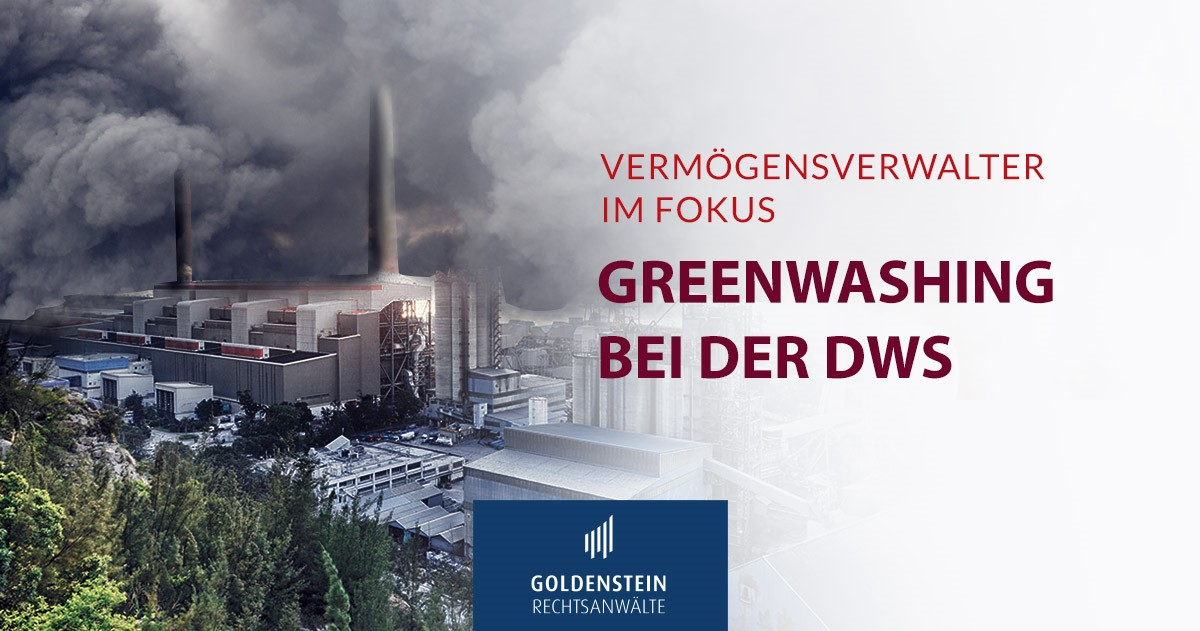 VERMÖGENSVERWALTER
IM FOKUS
GREENWASHING
BEI DER DWS
GOLDENSTEIN
RECHTSANWÄLTE